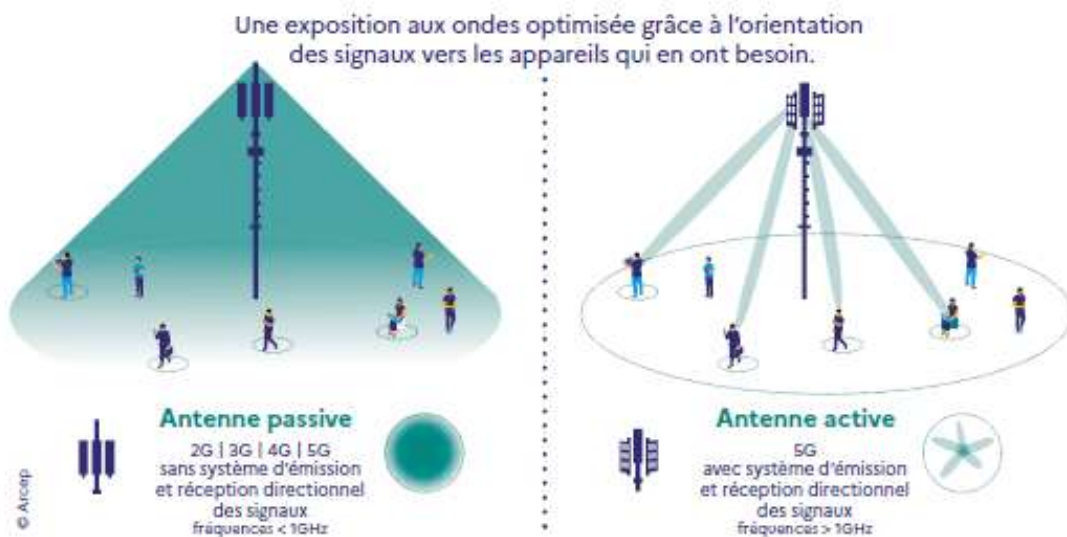 Une exposition aux ondes optimisée grâce à l'orientation
des signaux vers les appareils qui en ont besoin.
Antenne passive
2G | 3G | 4G | 5G
sans système d'émission
et réception directionnel
des signaux
fréquences < 1GHz
Antenne active
5G
avec système d'émission
et réception directionnel
des signaux
fréquences > 1GHz
© Arcep